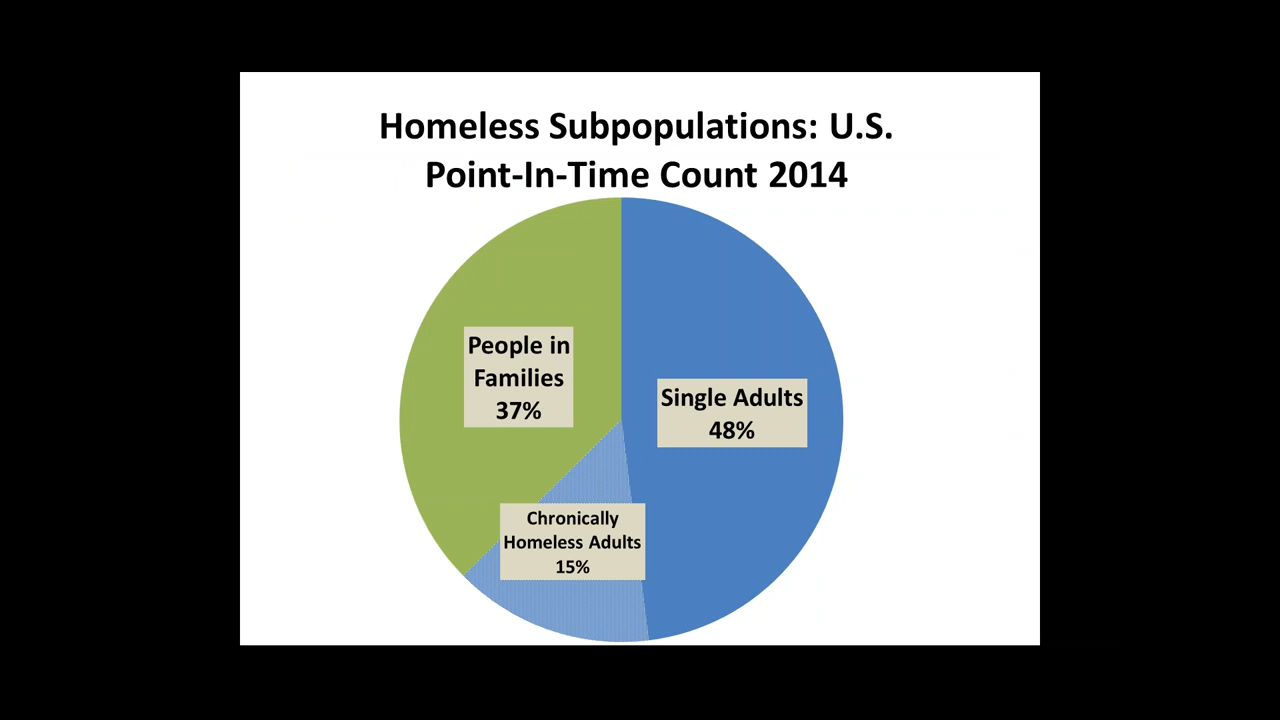 Homeless Subpopulations: U.S.
Point-In-Time Count 2014
People in
Families
37%
Single Adults
48%
Chronically
Homeless Adults
15%